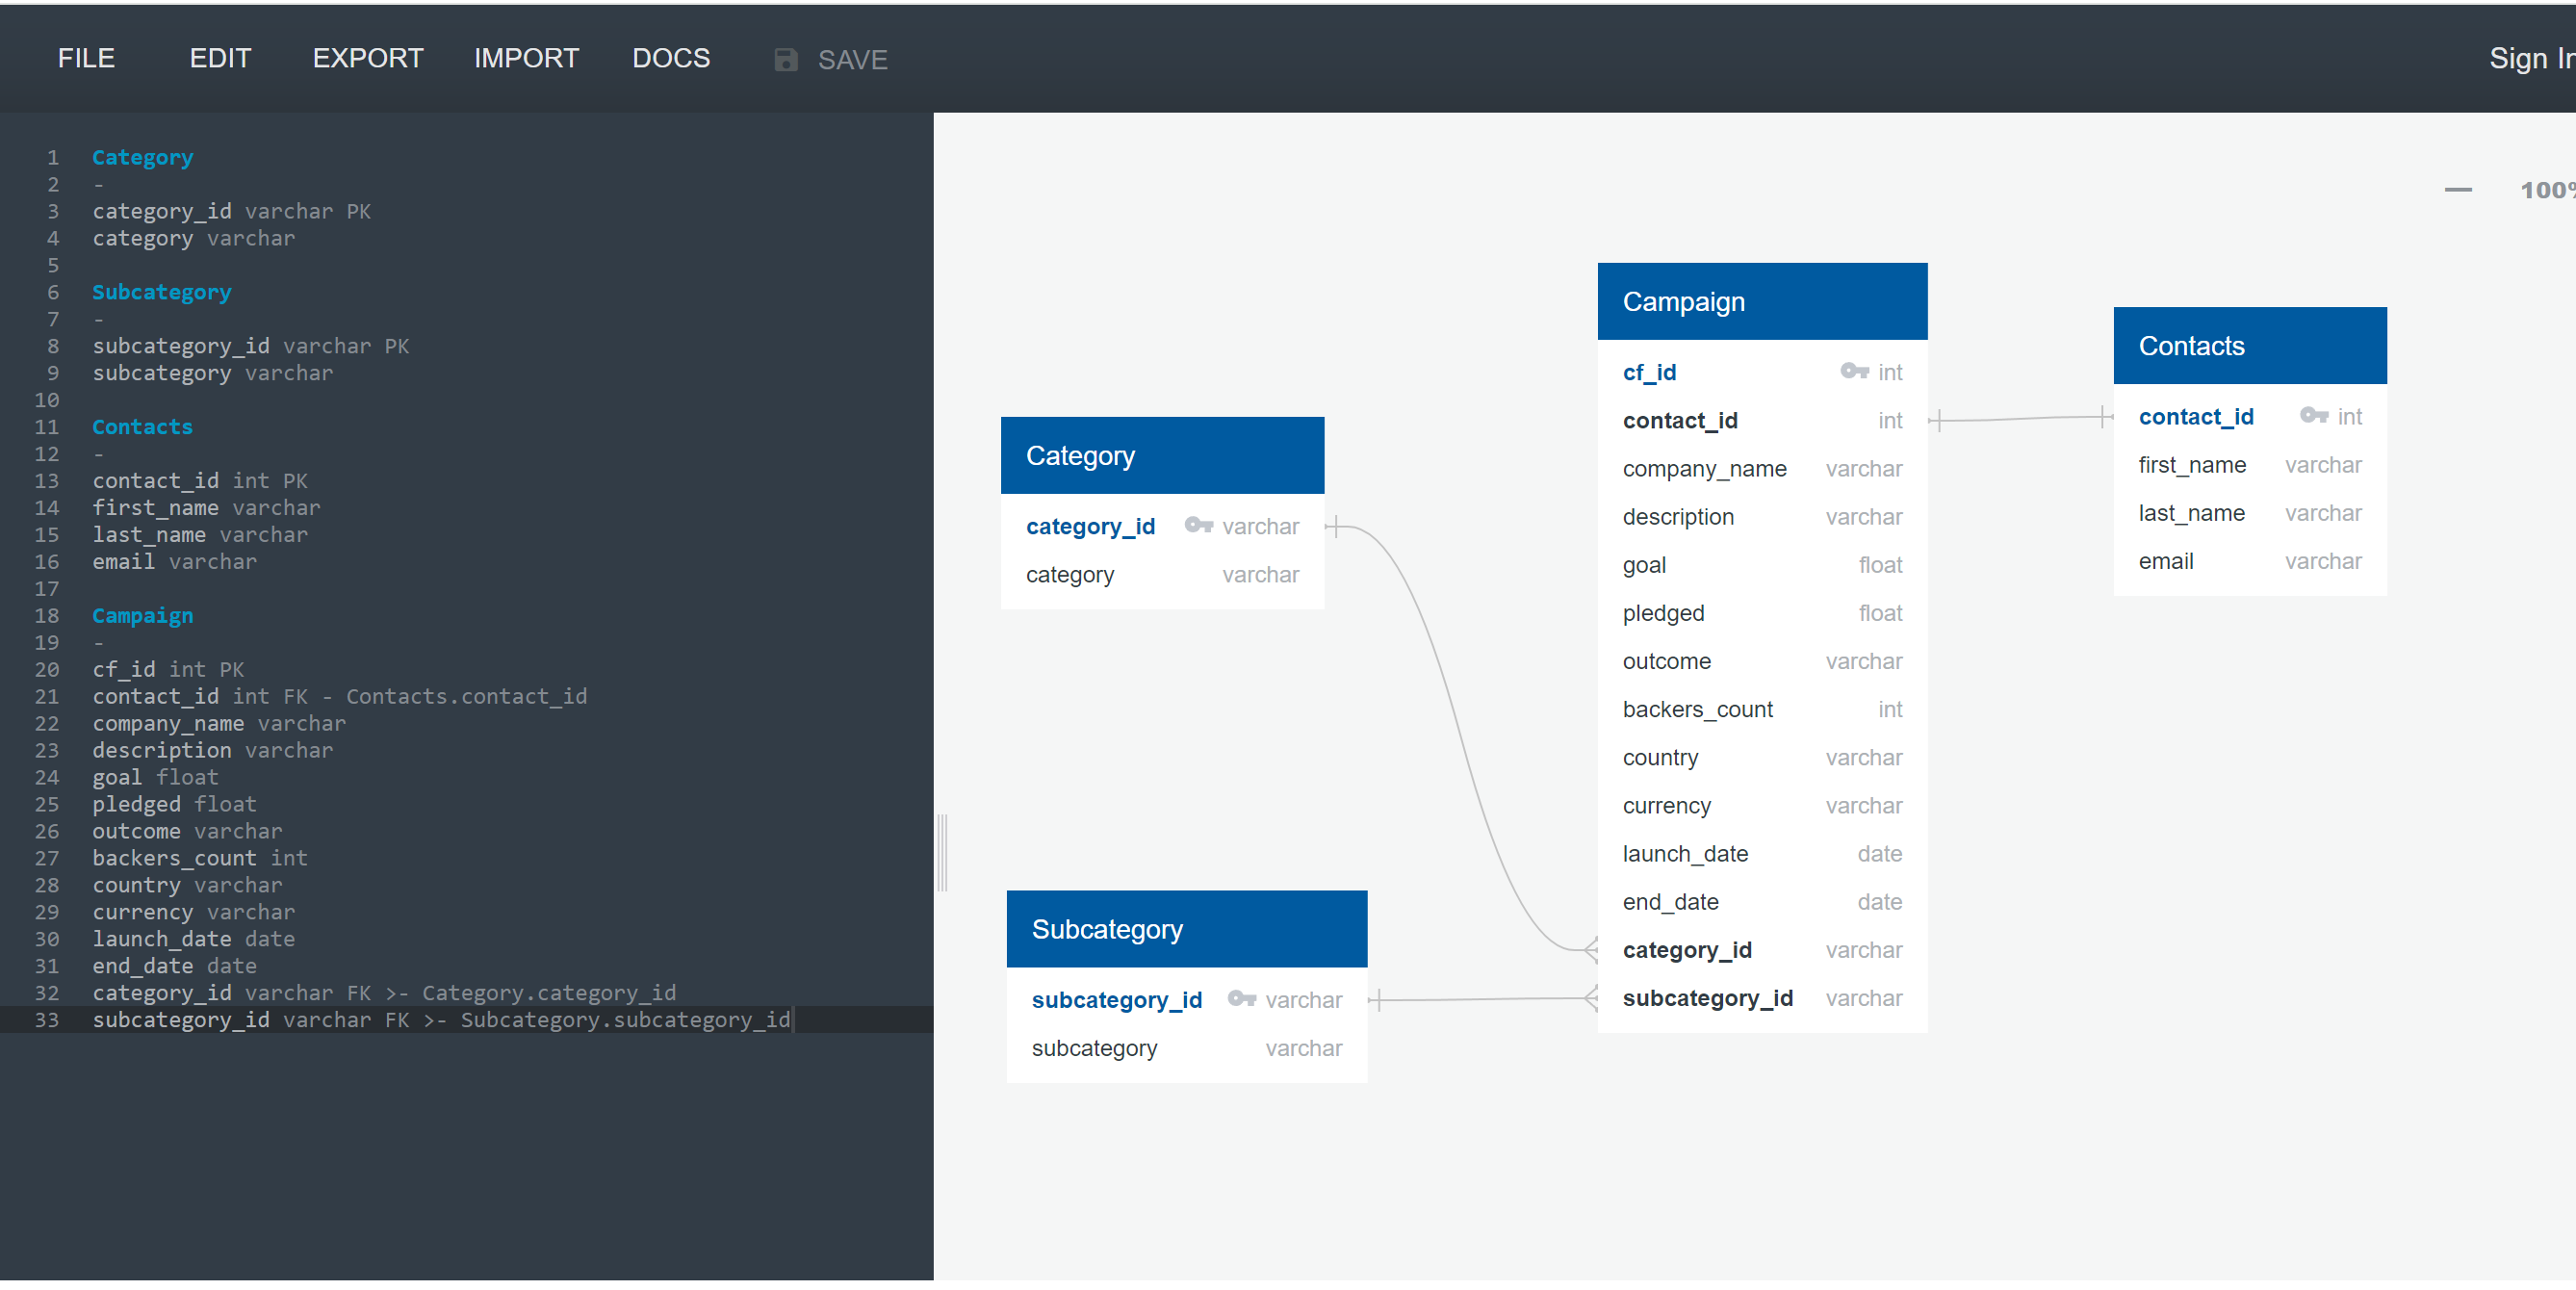 FILE EDIT EXPORT IMPORT DOCS SAVE Sign In
1 Category
2 -
3 category_id varchar PK
4 category varchar
5
6 Subcategory
7 -
8 subcategory_id varchar PK
9 subcategory varchar
10
11 Contacts
12 -
13 contact_id int PK
14 first_name varchar
15 last_name varchar
16 email varchar
17
18 Campaign
19 -
20 cf_id int PK
21 contact_id int FK - Contacts.contact_id
22 company_name varchar
23 description varchar
24 goal float
25 pledged float
26 outcome varchar
27 backers_count int
28 country varchar
29 currency varchar
30 launch_date date
31 end_date date
32 category_id varchar FK >- Category.category_id
33 subcategory_id varchar FK >- Subcategory.subcategory_id
100%
Category
category_id varchar
category varchar
Subcategory
subcategory_id varchar
subcategory varchar
Campaign
cf_id int
contact_id int
company_name varchar
description varchar
goal float
pledged float
outcome varchar
backers_count int
country varchar
currency varchar
launch_date date
end_date date
category_id varchar
subcategory_id varchar
Contacts
contact_id int
first_name varchar
last_name varchar
email varchar